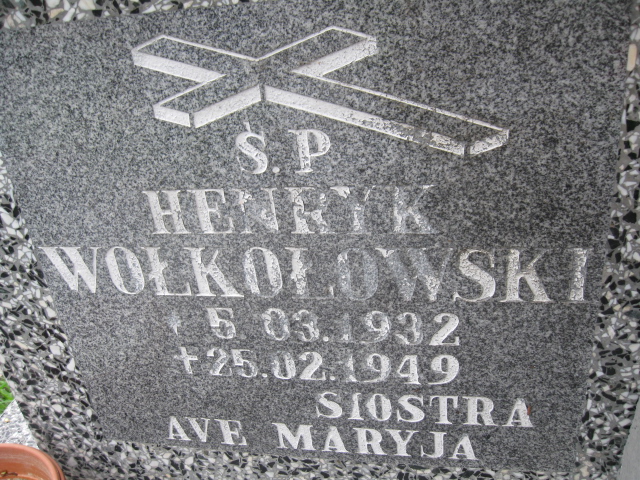 Ś.P
HENRYK
WOŁKOŁOWSKI
* 5 03.1932
†25.02.1949
SIOSTRA
AVE MARYJA